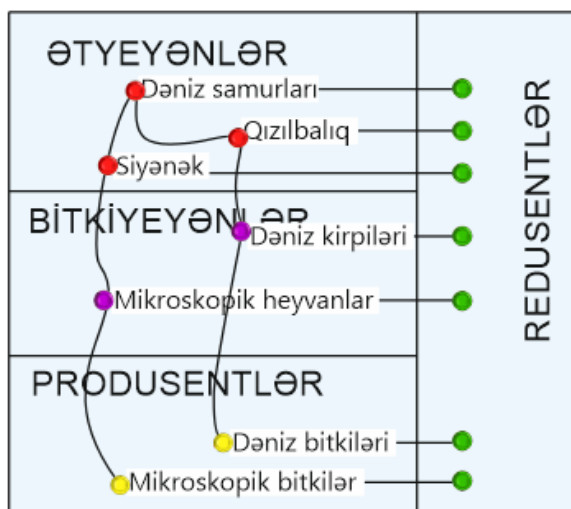 ƏTYEYƏNLƏR
Dəniz samurları
Qızılbalıq
Siyənək
BİTKİYEYƏNLƏR
Dəniz kirpiləri
Mikroskopik heyvanlar
PRODUSENTLƏR
Dəniz bitkiləri
Mikroskopik bitkilər
REDUSENTLƏR